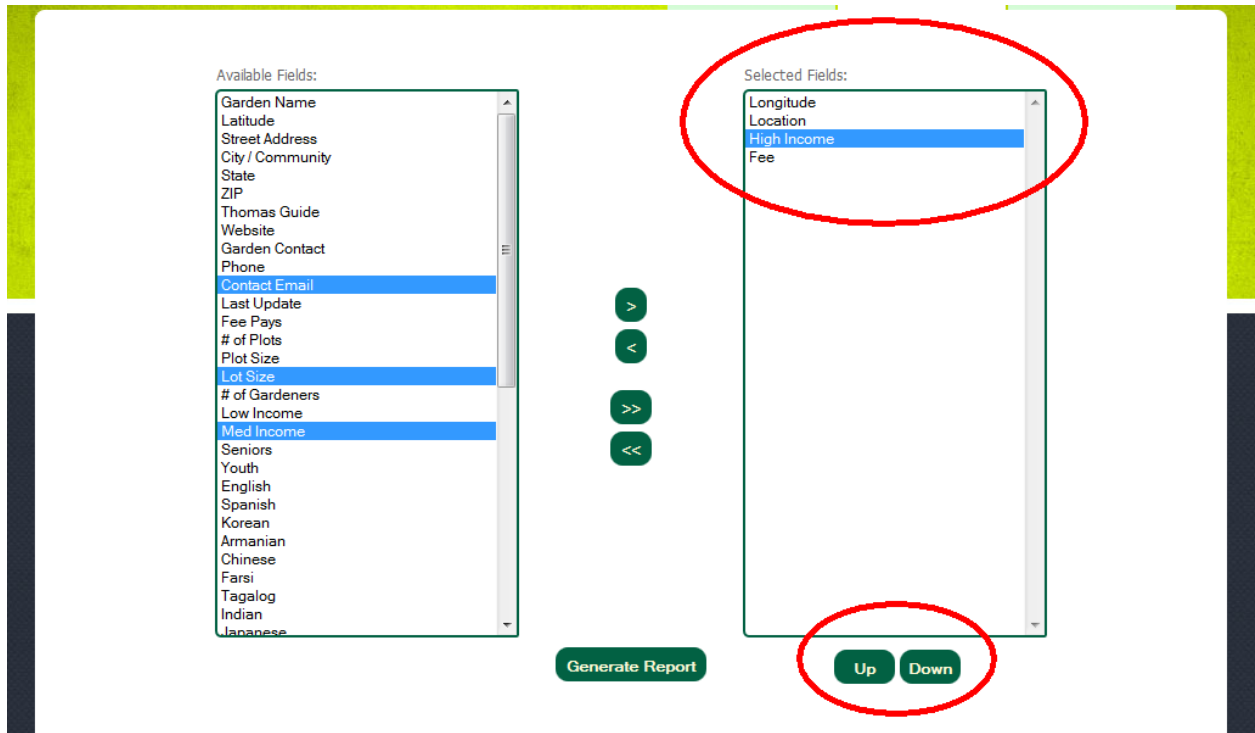 Available Fields:
Garden Name
Latitude
Street Address
City / Community
State
ZIP
Thomas Guide
Website
Garden Contact
Phone
Contact Email
Last Update
Fee Pays
# of Plots
Plot Size
Lot Size
# of Gardeners
Low Income
Med Income
Seniors
Youth
English
Spanish
Korean
Armanian
Chinese
Farsi
Tagalog
Indian
Japanese
>
<
>>
<<
Generate Report
Selected Fields:
Longitude
Location
High Income
Fee
Up Down